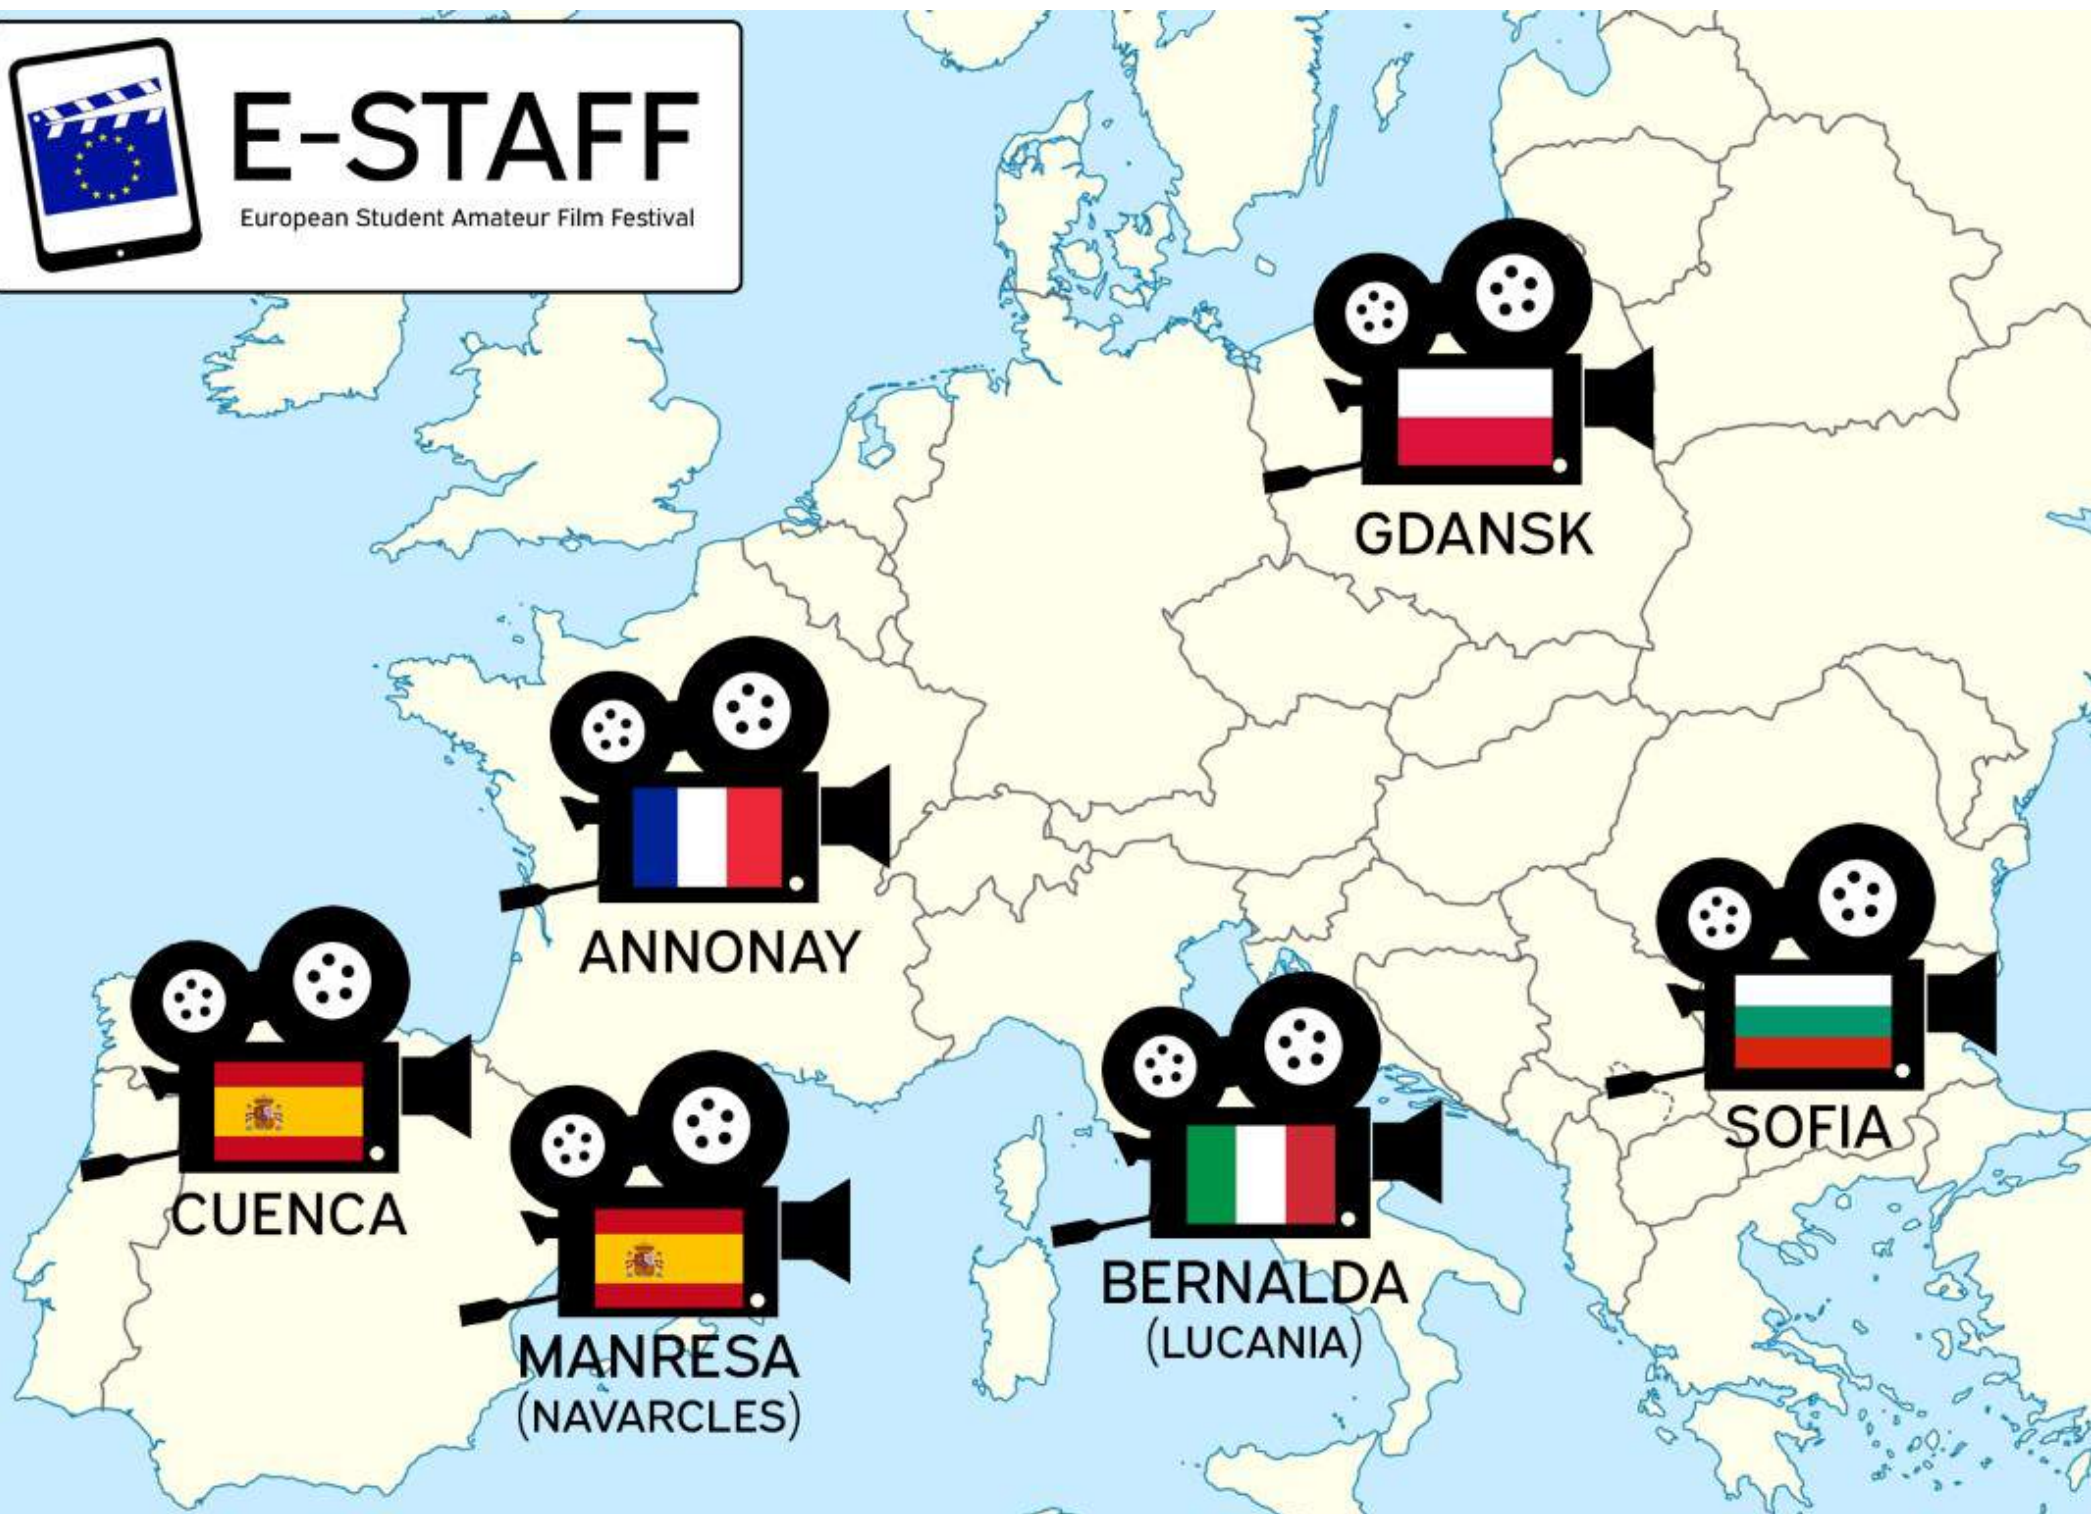 E-STAFF
European Student Amateur Film Festival
GDANSK
ANNONAY
SOFIA
CUENCA
BERNALDA
(LUCANIA)
MANRESA
(NAVARCLES)